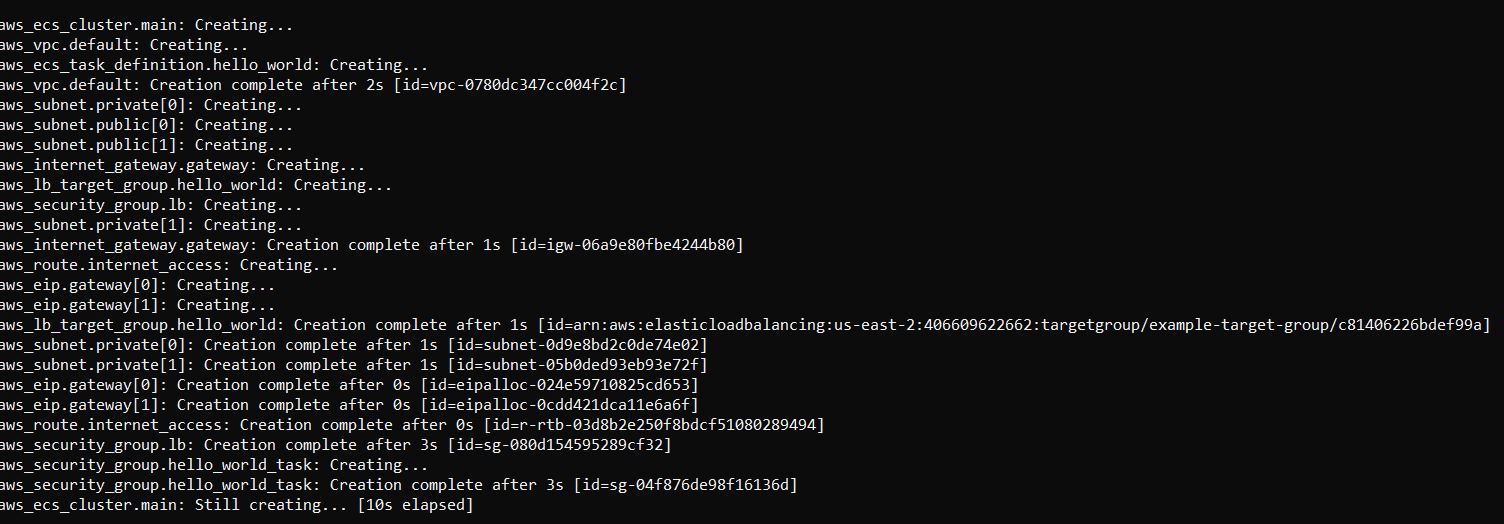 aws_ecs_cluster.main: Creating...
aws_vpc.default: Creating...
aws_ecs_task_definition.hello_world: Creating...
aws_vpc.default: Creation complete after 2s [id=vpc-0780dc347cc004f2c]
aws_subnet.private[0]: Creating...
aws_subnet.public[0]: Creating...
aws_subnet.public[1]: Creating...
aws_internet_gateway.gateway: Creating...
aws_lb_target_group.hello_world: Creating...
aws_security_group.lb: Creating...
aws_subnet.private[1]: Creating...
aws_internet_gateway.gateway: Creation complete after 1s [id=igw-06a9e80fbe4244b80]
aws_route.internet_access: Creating...
aws_eip.gateway[0]: Creating...
aws_eip.gateway[1]: Creating...
aws_lb_target_group.hello_world: Creation complete after 1s [id=arn:aws:elasticloadbalancing:us-east-2:406609622662:targetgroup/example-target-group/c81406226bdef99a]
aws_subnet.private[0]: Creation complete after 1s [id=subnet-0d9e8bd2c0de74e02]
aws_subnet.private[1]: Creation complete after 1s [id=subnet-05b0ded93eb93e72f]
aws_eip.gateway[0]: Creation complete after 0s [id=eipalloc-024e59710825cd653]
aws_eip.gateway[1]: Creation complete after 0s [id=eipalloc-0cdd421dca11e6a6f]
aws_route.internet_access: Creation complete after 0s [id=r-rtb-03d8b2e250f8bdcf51080289494]
aws_security_group.lb: Creation complete after 3s [id=sg-080d154595289cf32]
aws_security_group.hello_world_task: Creating...
aws_security_group.hello_world_task: Creation complete after 3s [id=sg-04f876de98f16136d]
aws_ecs_cluster.main: Still creating... [10s elapsed]